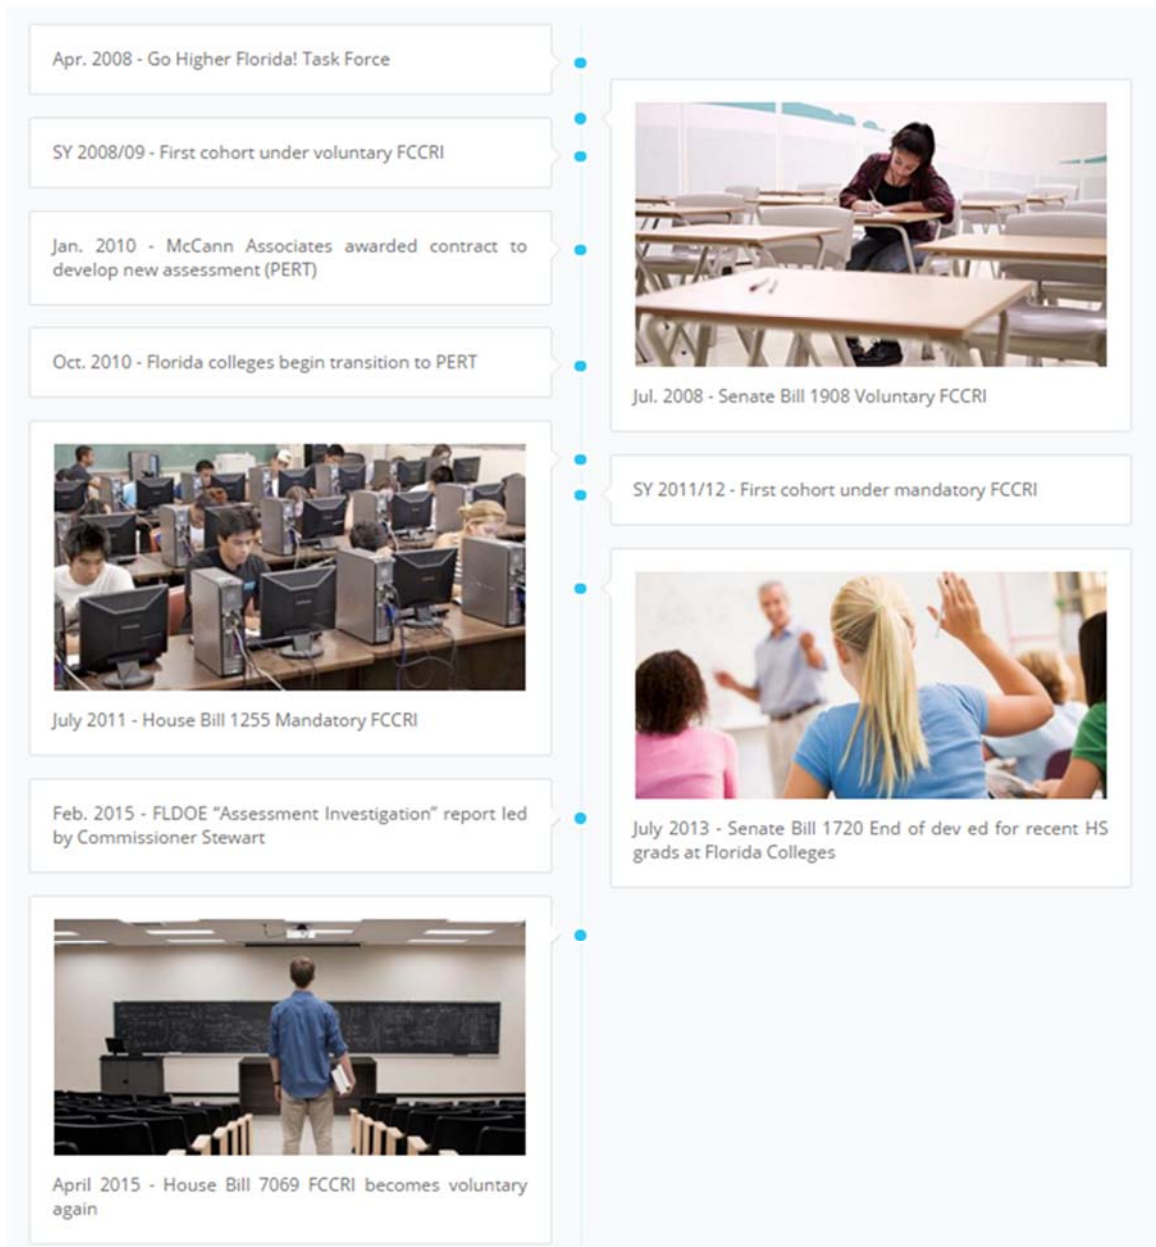 Apr. 2008 - Go Higher Florida! Task Force
Jul. 2008 - Senate Bill 1908 Voluntary FCCRI
SY 2008/09 - First cohort under voluntary FCCRI
Jan. 2010 - McCann Associates awarded contract to
develop new assessment (PERT)
Oct. 2010 - Florida colleges begin transition to PERT
July 2011 - House Bill 1255 Mandatory FCCRI
SY 2011/12 - First cohort under mandatory FCCRI
July 2013 - Senate Bill 1720 End of dev ed for recent HS
grads at Florida Colleges
Feb. 2015 - FLDOE “Assessment Investigation” report led
by Commissioner Stewart
April 2015 - House Bill 7069 FCCRI becomes voluntary
again